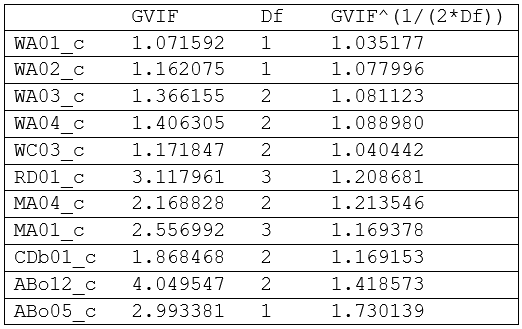 GVIF Df GVIF^(1/(2*Df))
WA01_c 1.071592 1 1.035177
WA02_c 1.162075 1 1.077996
WA03_c 1.366155 2 1.081123
WA04_c 1.406305 2 1.088980
WC03_c 1.171847 2 1.040442
RD01_c 3.117961 3 1.208681
MA04_c 2.168828 2 1.213546
MA01_c 2.556992 3 1.169378
CDb01_c 1.868468 2 1.169153
ABo12_c 4.049547 2 1.418573
ABo05_c 2.993381 1 1.730139